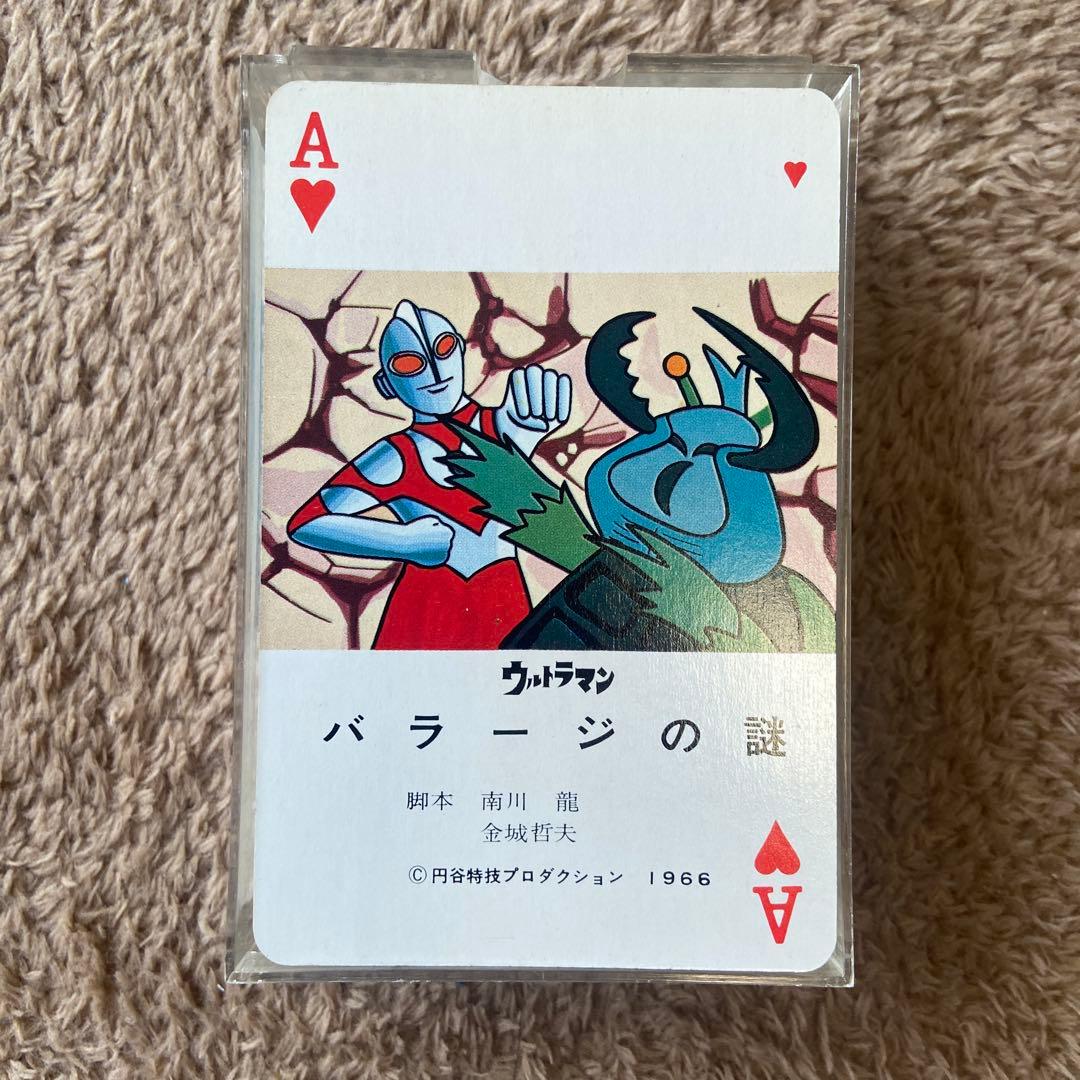 A
ウルトラマン
バラージの謎
脚本 南川 龍
金城哲夫
©円谷特技プロダクション 1966
A